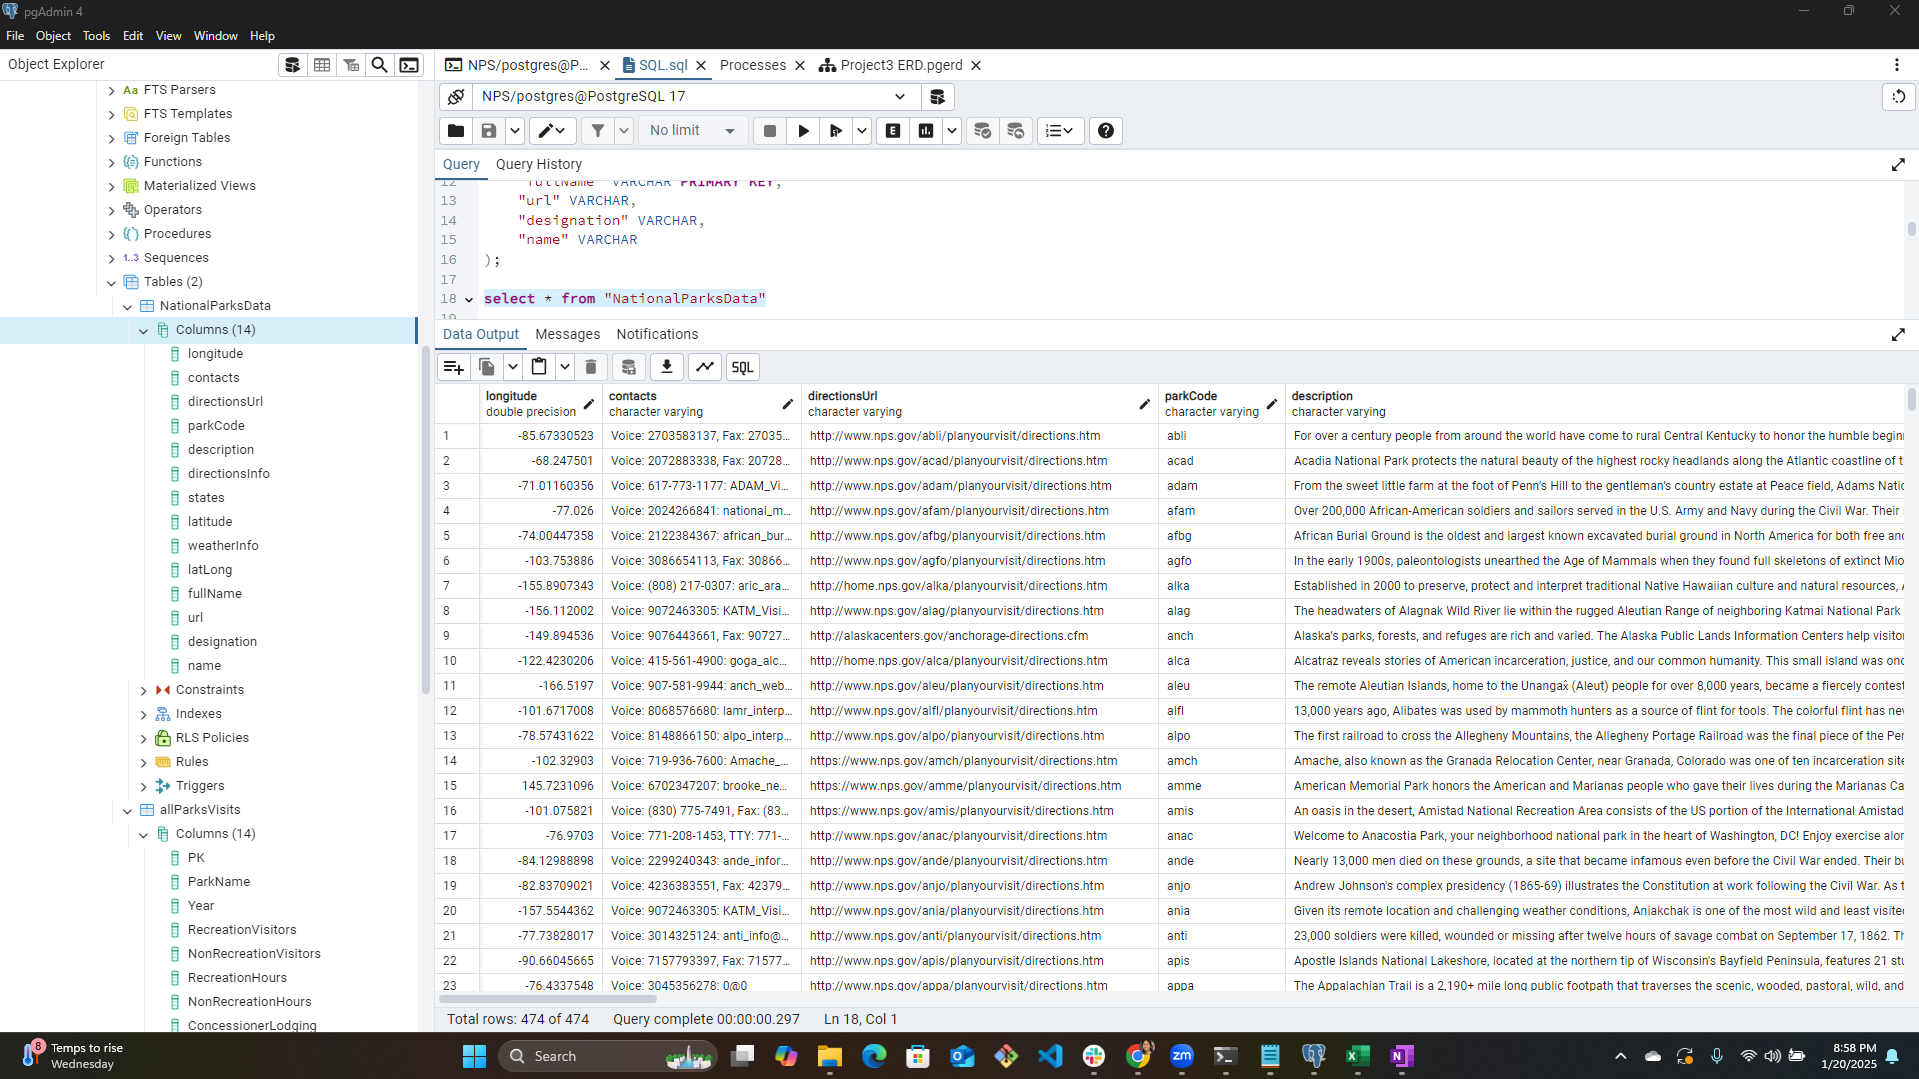 pgAdmin 4
File Object Tools Edit View Window Help
Object Explorer
FTS Parsers
FTS Templates
Foreign Tables
Functions
Materialized Views
Operators
Procedures
1..3 Sequences
Tables (2)
NationalParksData
Columns (14)
longitude
contacts
directionsUrl
parkCode
description
directionsInfo
states
latitude
weatherInfo
latLong
fullName
url
designation
name
Constraints
Indexes
RLS Policies
Rules
Triggers
allParksVisits
Columns (14)
PK
ParkName
Year
RecreationVisitors
NonRecreationVisitors
RecreationHours
NonRecreationHours
ConcessionerLodging
NPS/postgres@P... SQL.sql Processes Project3 ERD.pgerd
NPS/postgres@PostgreSQL 17
No limit
Query Query History
12 "fullName" VARCHAR PRIMARY KEY,
13 "url" VARCHAR,
14 "designation" VARCHAR,
15 "name" VARCHAR
16 );
17
18 select * from "NationalParksData"
19
Data Output Messages Notifications
SQL
longitude contacts directionsUrl parkCode description
double precision character varying character varying character varying character varying
1 -85.67330523 Voice: 2703583137, Fax: 27035... http://www.nps.gov/abli/planyourvisit/directions.htm abli For over a century people from around the world have come to rural Central Kentucky to honor the humble begin
2 -68.247501 Voice: 2072883338, Fax: 20728... http://www.nps.gov/acad/planyourvisit/directions.htm acad Acadia National Park protects the natural beauty of the highest rocky headlands along the Atlantic coastline of t
3 -71.01160356 Voice: 617-773-1177: ADAM_Vi... http://www.nps.gov/adam/planyourvisit/directions.htm adam From the sweet little farm at the foot of Penn's Hill to the gentleman's country estate at Peace field, Adams Natic
4 -77.026 Voice: 2024266841: national_m... http://www.nps.gov/afam/planyourvisit/directions.htm afam Over 200,000 African-American soldiers and sailors served in the U.S. Army and Navy during the Civil War. Their
5 -74.00447358 Voice: 2122384367: african_bur... http://www.nps.gov/afbg/planyourvisit/directions.htm afbg African Burial Ground is the oldest and largest known excavated burial ground in North America for both free and
6 -103.753886 Voice: 3086654113, Fax: 30866... http://www.nps.gov/agfo/planyourvisit/directions.htm agfo In the early 1900s, paleontologists unearthed the Age of Mammals when they found full skeletons of extinct Mio
7 -155.8907343 Voice: (808) 217-0307: aric_ara... http://home.nps.gov/alka/planyourvisit/directions.htm alka Established in 2000 to preserve, protect and interpret traditional Native Hawaiian culture and natural resources, A
8 -156.112002 Voice: 9072463305: KATM_Visi... http://www.nps.gov/alag/planyourvisit/directions.htm alag The headwaters of Alagnak Wild River lie within the rugged Aleutian Range of neighboring Katmai National Park
9 -149.894536 Voice: 9076443661, Fax: 90727... http://alaskacenters.gov/anchorage-directions.cfm anch Alaska's parks, forests, and refuges are rich and varied. The Alaska Public Lands Information Centers help visitor
10 -122.4230206 Voice: 415-561-4900: goga_alc... http://home.nps.gov/alca/planyourvisit/directions.htm alca Alcatraz reveals stories of American incarceration, justice, and our common humanity. This small island was onc
11 -166.5197 Voice: 907-581-9944: anch_web... http://www.nps.gov/aleu/planyourvisit/directions.htm aleu The remote Aleutian Islands, home to the Unangax̂ (Aleut) people for over 8,000 years, became a fiercely contest
12 -101.6717008 Voice: 8068576680: lamr_interp... http://www.nps.gov/alfl/planyourvisit/directions.htm alfl 13,000 years ago, Alibates was used by mammoth hunters as a source of flint for tools. The colorful flint has nev
13 -78.57431622 Voice: 8148866150: alpo_interp... http://www.nps.gov/alpo/planyourvisit/directions.htm alpo The first railroad to cross the Allegheny Mountains, the Allegheny Portage Railroad was the final piece of the Per
14 -102.32903 Voice: 719-936-7600: Amache_... https://www.nps.gov/amch/planyourvisit/directions.htm amch Amache, also known as the Granada Relocation Center, near Granada, Colorado was one of ten incarceration site
15 145.7231096 Voice: 6702347207: brooke_ne... https://www.nps.gov/amme/planyourvisit/directions.htm amme American Memorial Park honors the American and Marianas people who gave their lives during the Marianas Ca
16 -101.075821 Voice: (830) 775-7491, Fax: (83... https://www.nps.gov/amis/planyourvisit/directions.htm amis An oasis in the desert, Amistad National Recreation Area consists of the US portion of the International Amistad
17 -76.9703 Voice: 771-208-1453, TTY: 771-... http://www.nps.gov/anac/planyourvisit/directions.htm anac Welcome to Anacostia Park, your neighborhood national park in the heart of Washington, DC! Enjoy exercise alor
18 -84.12988898 Voice: 2299240343: ande_infor... http://www.nps.gov/ande/planyourvisit/directions.htm ande Nearly 13,000 men died on these grounds, a site that became infamous even before the Civil War ended. Their bu
19 -82.83709021 Voice: 4236383551, Fax: 42379... http://www.nps.gov/anjo/planyourvisit/directions.htm anjo Andrew Johnson's complex presidency (1865-69) illustrates the Constitution at work following the Civil War. As t
20 -157.5544362 Voice: 9072463305: KATM_Visi... http://www.nps.gov/ania/planyourvisit/directions.htm ania Given its remote location and challenging weather conditions, Aniakchak is one of the most wild and least visited
21 -77.73828017 Voice: 3014325124: anti_info@... http://www.nps.gov/anti/planyourvisit/directions.htm anti 23,000 soldiers were killed, wounded or missing after twelve hours of savage combat on September 17, 1862. Th
22 -90.66045665 Voice: 7157793397, Fax: 71577... http://www.nps.gov/apis/planyourvisit/directions.htm apis Apostle Islands National Lakeshore, located at the northern tip of Wisconsin's Bayfield Peninsula, features 21 stu
23 -76.4337548 Voice: 3045356278: 0@0 http://www.nps.gov/appa/planyourvisit/directions.htm appa The Appalachian Trail is a 2,190+ mile long public footpath that traverses the scenic, wooded, pastoral, wild, and
Total rows: 474 of 474 Query complete 00:00:00.297 Ln 18, Col 1
8 Temps to rise
Wednesday
Search
zm
8:58 PM
1/20/2025